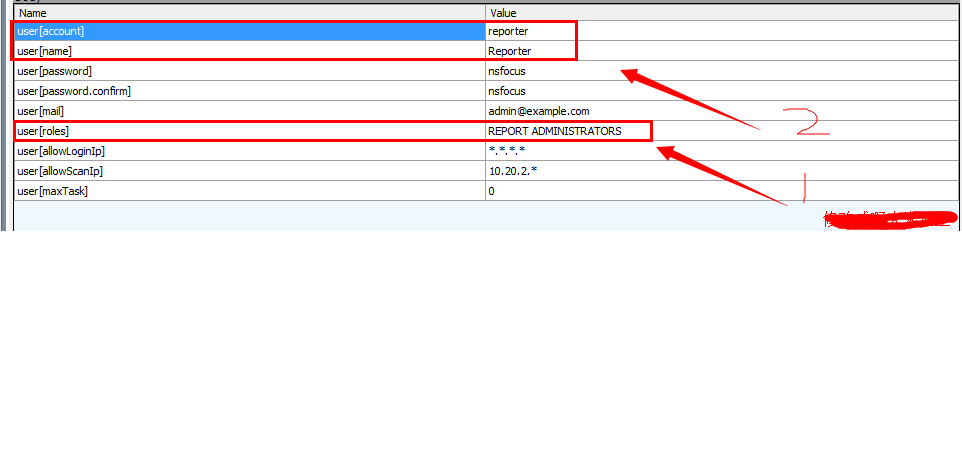 Name Value
user[account] reporter
user[name] Reporter
user[password] nsfocus
user[password.confirm] nsfocus
user[mail] admin@example.com
user[roles] REPORT ADMINISTRATORS
user[allowLoginIp] *.*.*.*
user[allowScanIp] 10.20.2.*
user[maxTask] 0
2
1